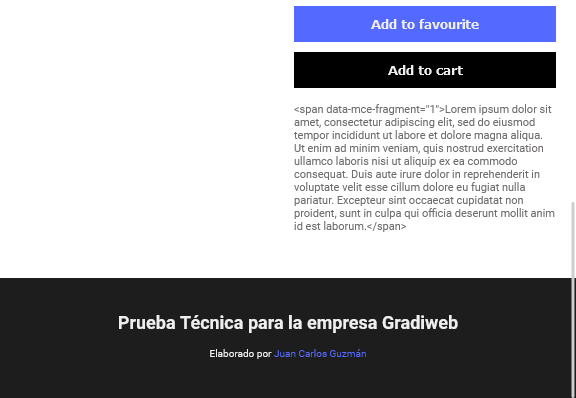 Add to favourite
Add to cart
<span data-mce-fragment="1">Lorem ipsum dolor sit
amet, consectetur adipiscing elit, sed do eiusmod
tempor incididunt ut labore et dolore magna aliqua.
Ut enim ad minim veniam, quis nostrud exercitation
ullamco laboris nisi ut aliquip ex ea commodo
consequat. Duis aute irure dolor in reprehenderit in
voluptate velit esse cillum dolore eu fugiat nulla
pariatur. Excepteur sint occaecat cupidatat non
proident, sunt in culpa qui officia deserunt mollit anim
id est laborum.</span>
Prueba Técnica para la empresa Gradiweb
Elaborado por Juan Carlos Guzmán